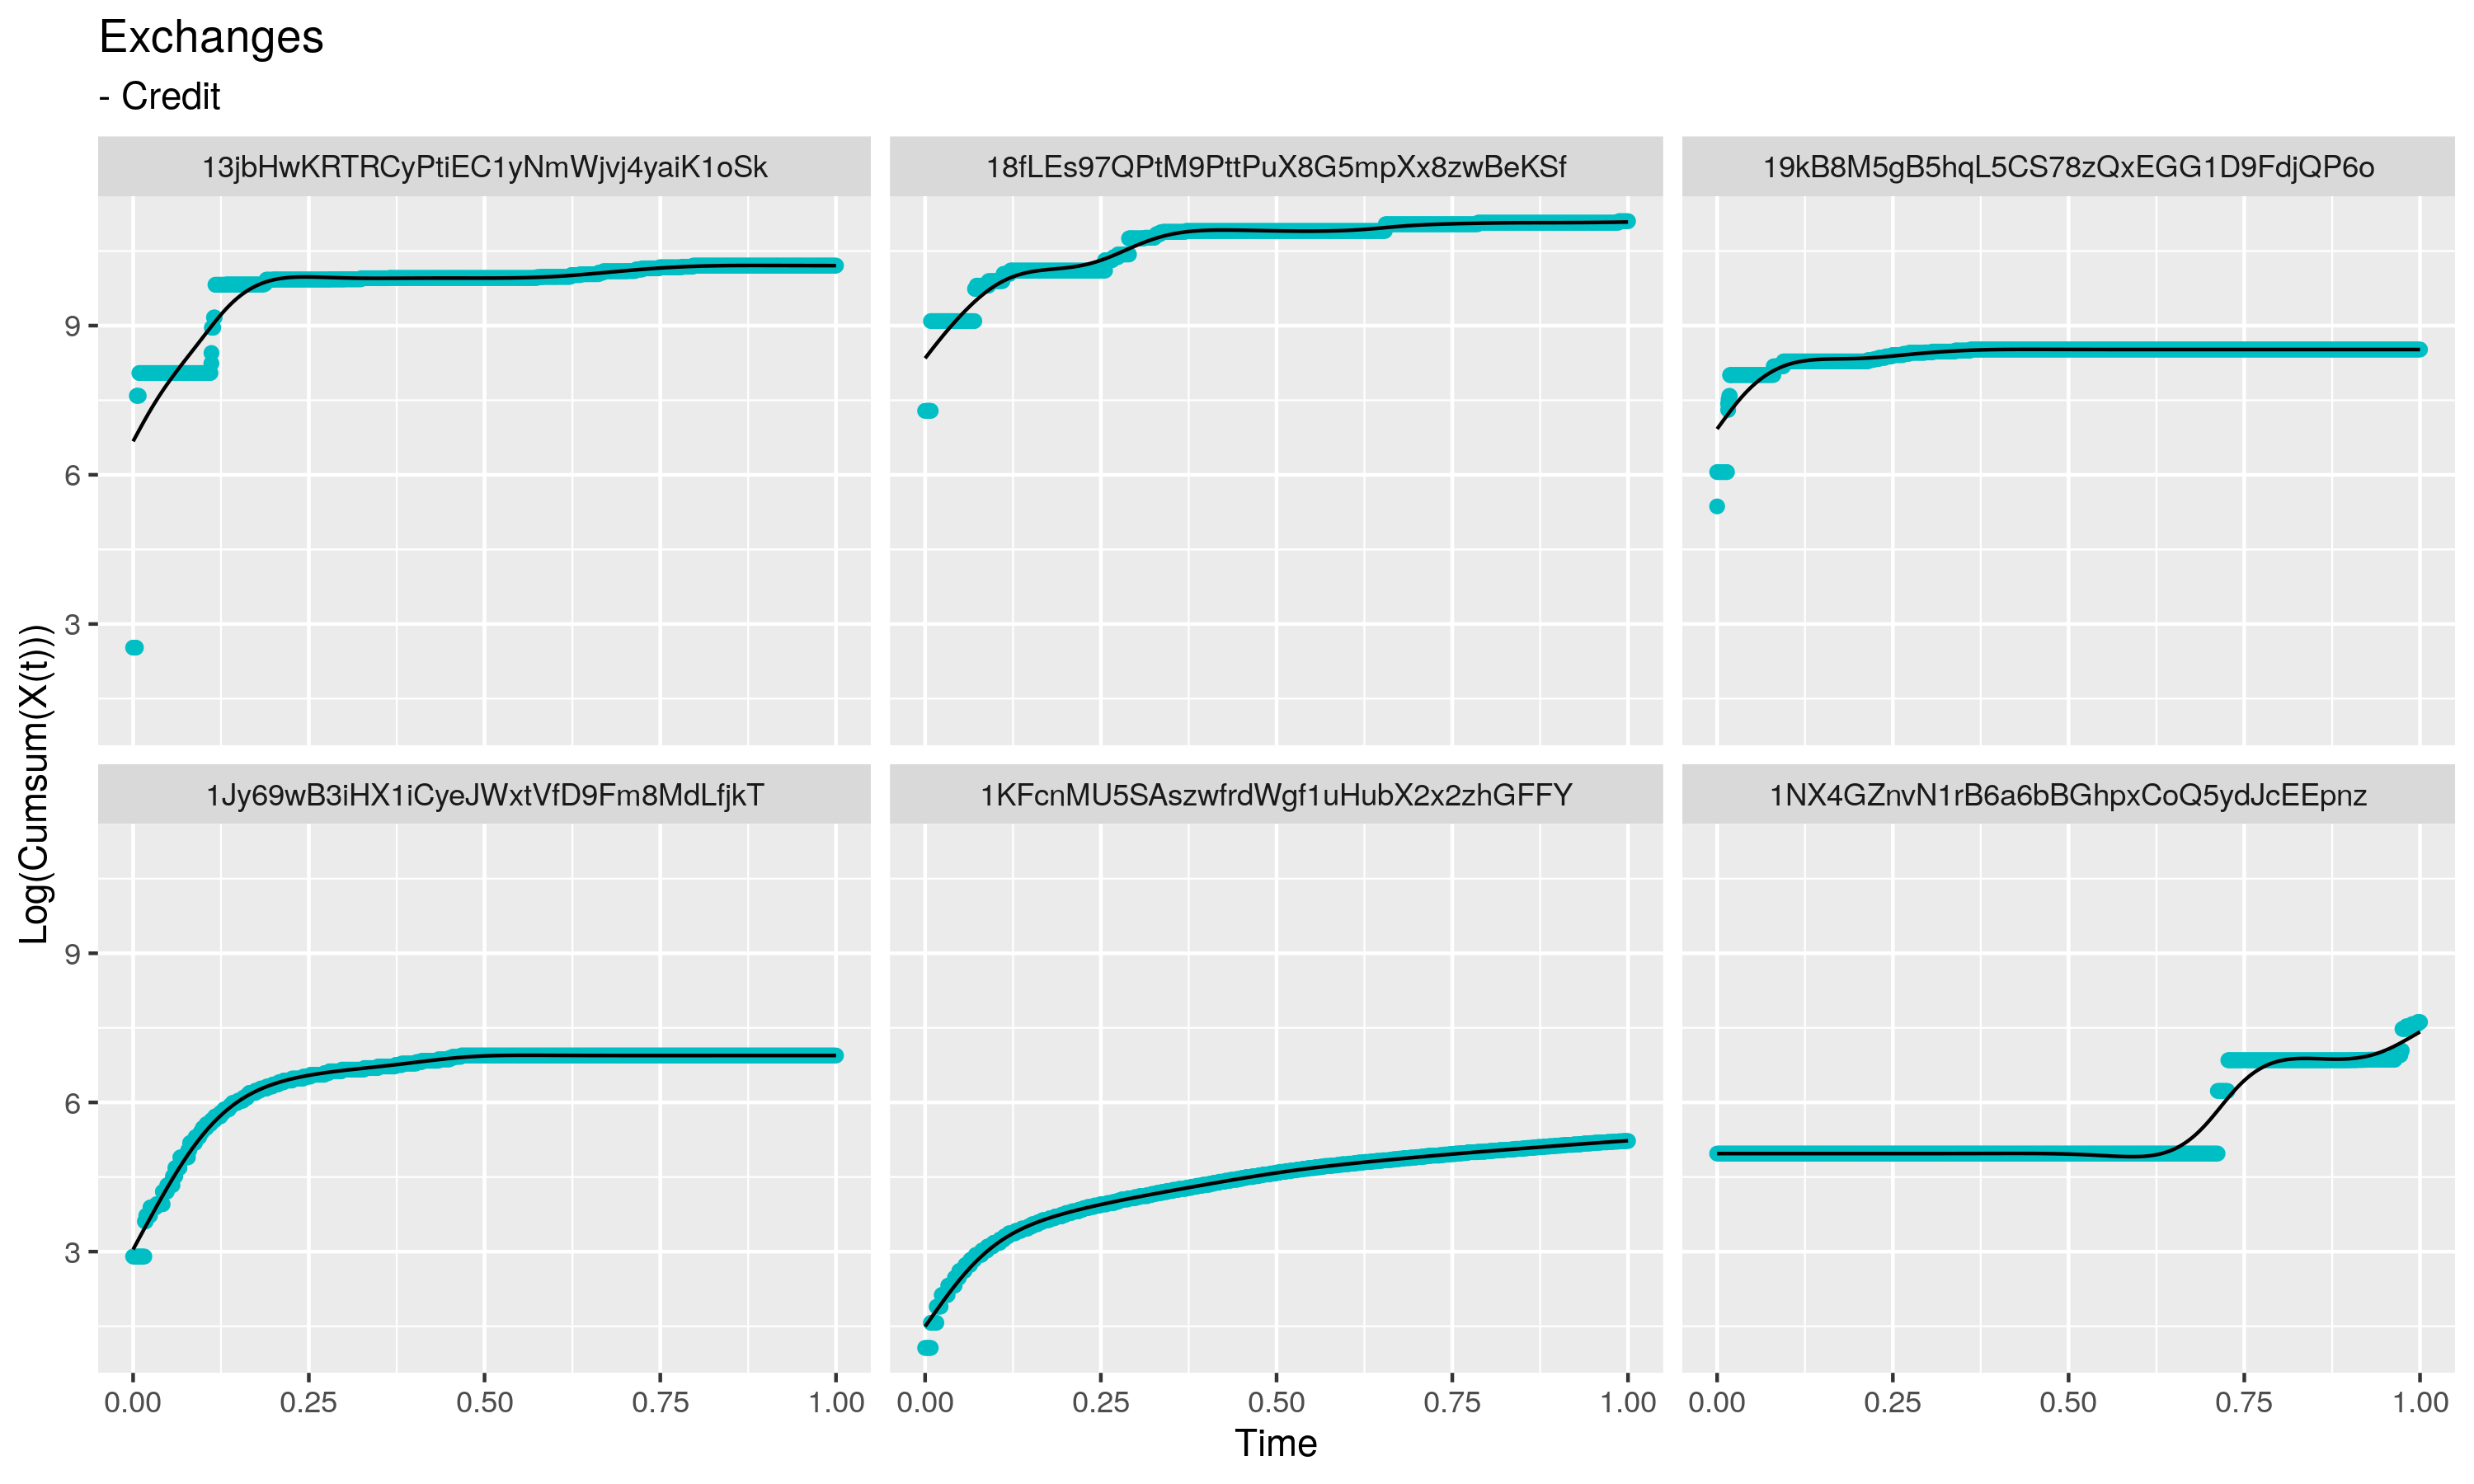 Exchanges
- Credit
13jbHwKRTRCyPtiEC1yNmWjvj4yaiK1oSk 18fLEs97QPtM9PttPuX8G5mpXx8zwBeKSf 19kB8M5gB5hqL5CS78zQxEGG1D9FdjQP6o
9
6
3
Log(Cumsum(X(t)))
1Jy69wB3iHX1iCyeJWxtVfD9Fm8MdLfjkT 1KFcnMU5SAszwfrdWgf1uHubX2x2zhGFFY 1NX4GZnvN1rB6a6bBGhpxCoQ5ydJcEEpnz
9
6
3
0.00 0.25 0.50 0.75 1.00 0.00 0.25 0.50 0.75 1.00 0.00 0.25 0.50 0.75 1.00
Time